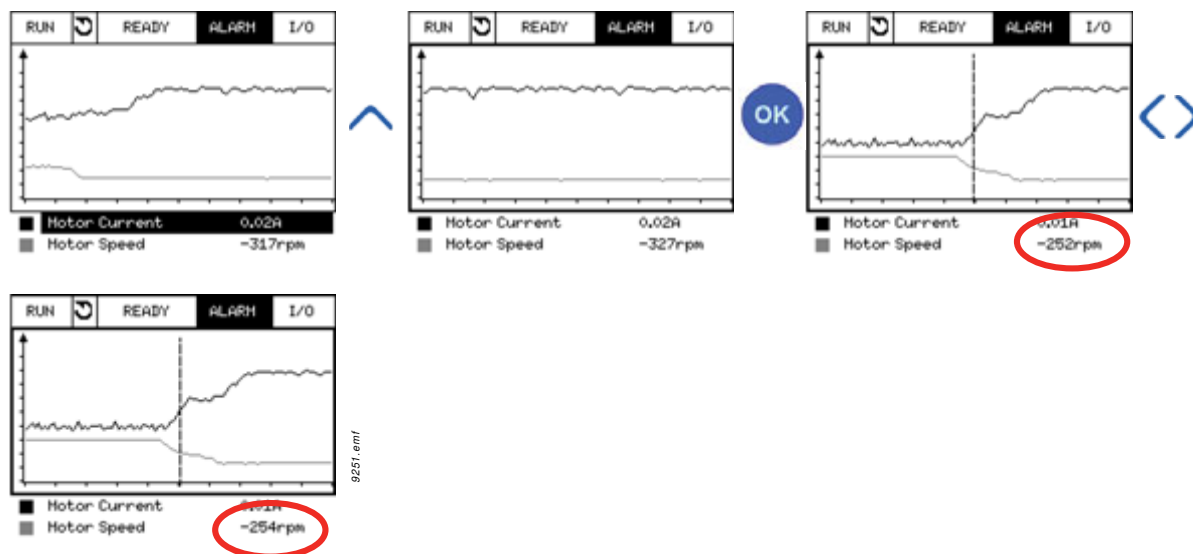 RUN READY ALARM I/O
Motor Current 0.02A
Motor Speed -317rpm
RUN READY ALARM I/O
Motor Current 0.02A
Motor Speed -327rpm
OK
RUN READY ALARM I/O
Motor Current 0.01A
Motor Speed -252rpm
RUN READY ALARM I/O
Motor Current 0.01A
Motor Speed -254rpm
9251.emf